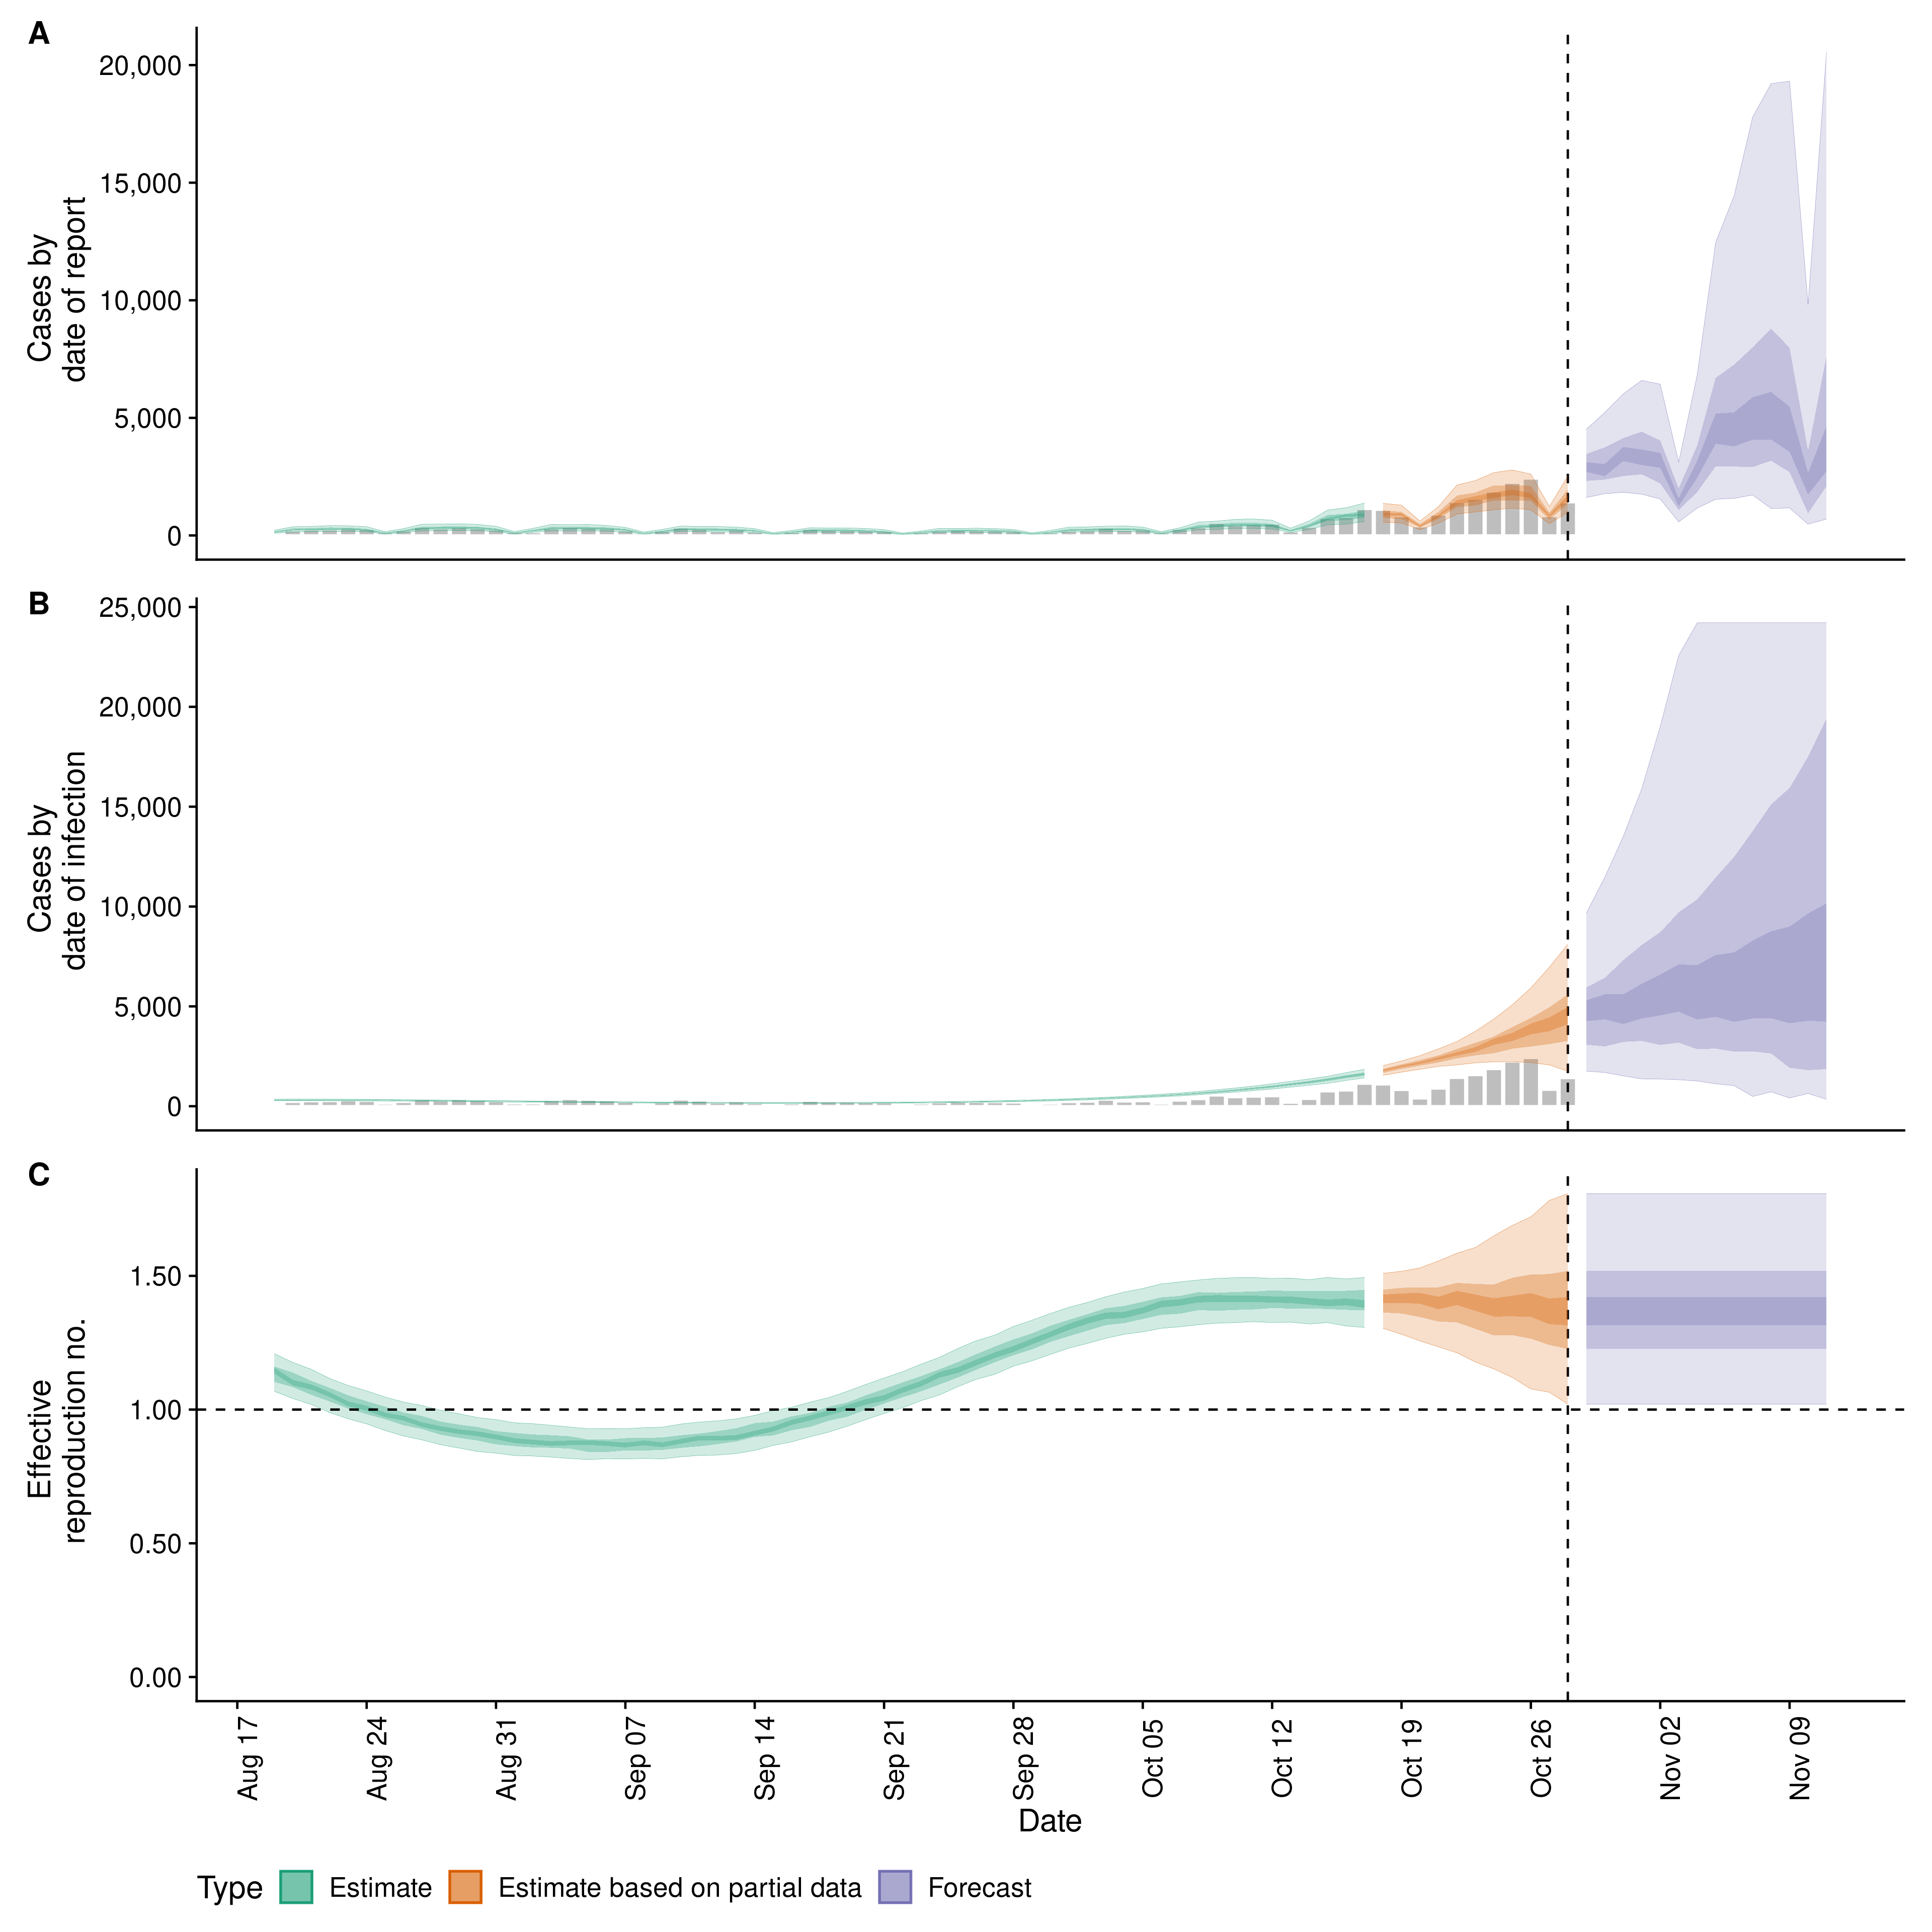 A
20,000
15,000
10,000
5,000
0
Cases by
date of report
B
25,000
20,000
15,000
10,000
5,000
0
Cases by
date of infection
C
1.50
1.00
0.50
0.00
Effective
reproduction no.
Aug 17
Aug 24
Aug 31
Sep 07
Sep 14
Sep 21
Sep 28
Oct 05
Oct 12
Oct 19
Oct 26
Nov 02
Nov 09
Date
Type Estimate Estimate based on partial data Forecast